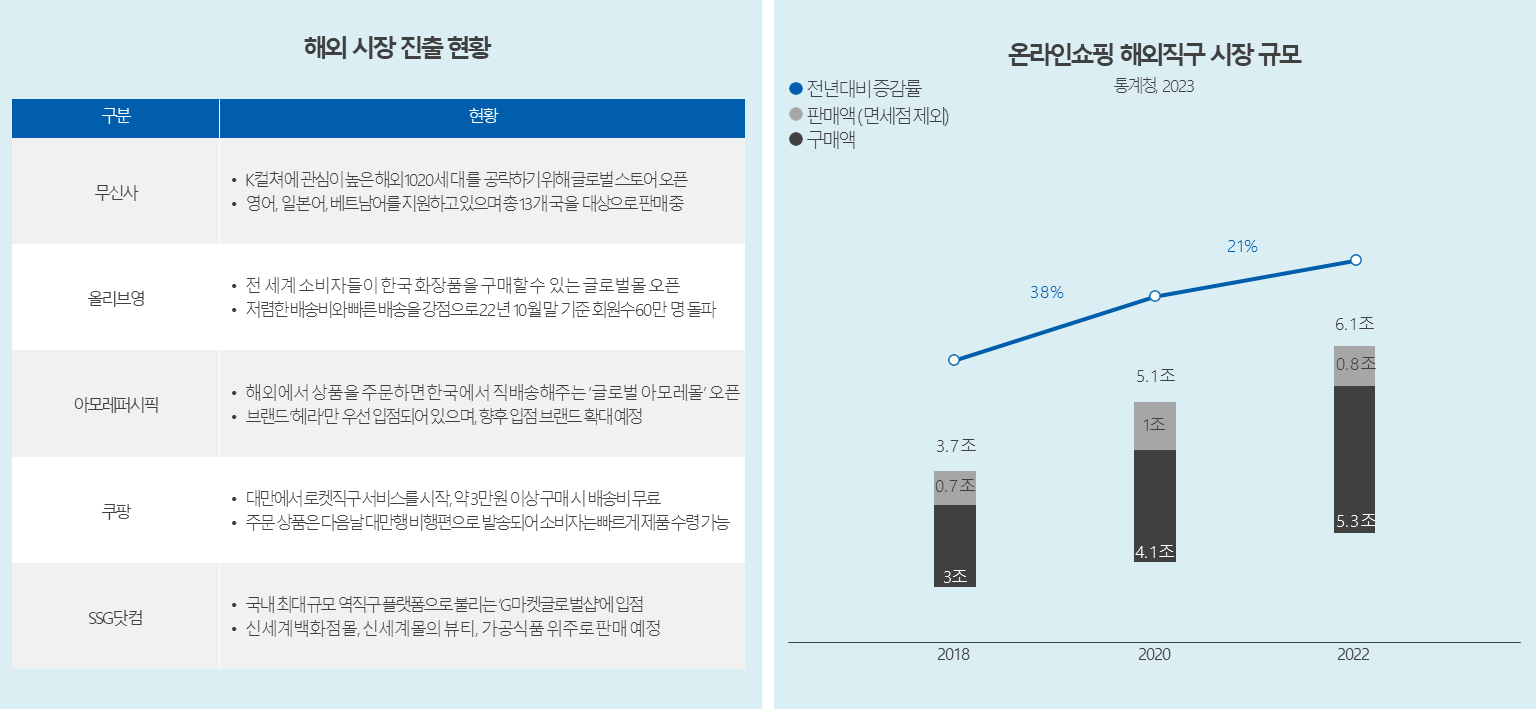 해외 시장 진출 현황
구분 현황
무신사
• K컬쳐에 관심이 높은 해외 1020세대를 공략하기위해 글로벌 스토어 오픈
• 영어, 일본어, 베트남어를 지원하고 있으며 총 13개국을 대상으로 판매 중
올리브영
• 전 세계 소비자들이 한국 화장품을 구매할 수 있는 글로벌몰 오픈
• 저렴한 배송비와 빠른 배송을 강점으로 22년 10월 말 기준 회원수 60만 명 돌파
아모레퍼시픽
• 해외에서 상품을 주문하면 한국에서 직배송해주는 ‘글로벌 아모레몰’ 오픈
• 브랜드 ‘헤라’만 우선 입점되어 있으며, 향후 입점 브랜드 확대 예정
쿠팡
• 대만에서 로켓직구 서비스를 시작, 약 3만원 이상 구매 시 배송비 무료
• 주문 상품은 다음날 대만행 비행편으로 발송되어 소비자는 빠르게 제품 수령 가능
SSG닷컴
• 국내 최대 규모 역직구 플랫폼으로 불리는 ‘G마켓글로벌샵’에 입점
• 신세계백화점몰, 신세계몰의 뷰티, 가공식품 위주로 판매 예정
온라인쇼핑 해외직구 시장 규모
통계청, 2023
전년대비 증감률
판매액 (면세점 제외)
구매액
21%
38%
6.1조
0.8조
5.1조
1조
3.7조
0.7조
5.3조
4.1조
3조
2018 2020 2022